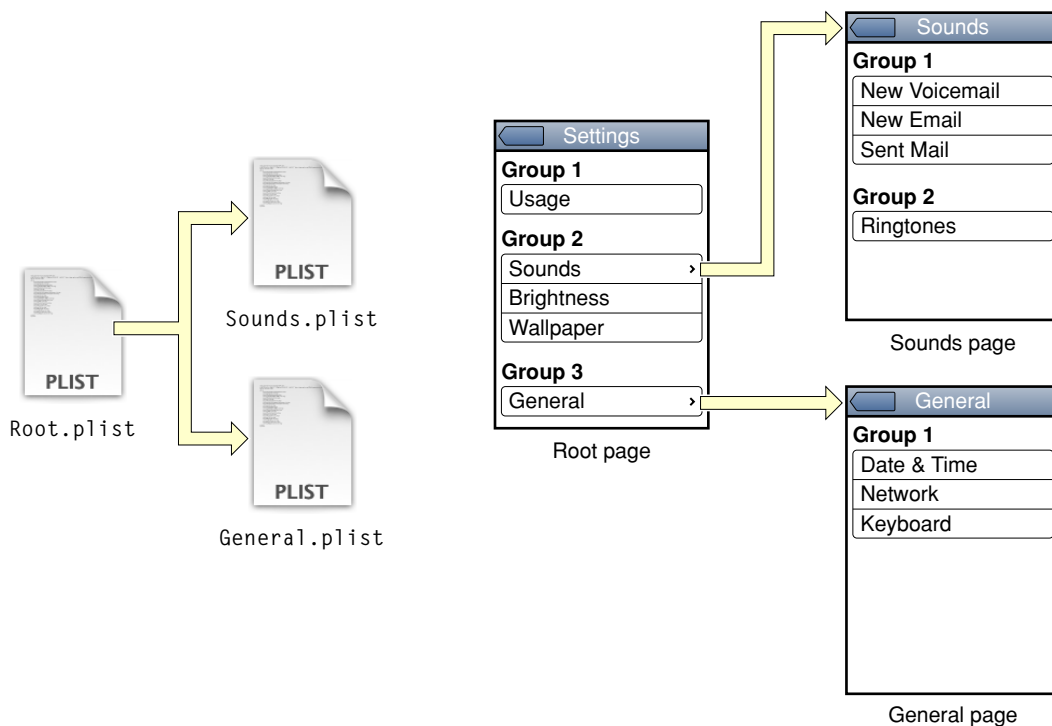 PLIST
Root.plist
PLIST
Sounds.plist
PLIST
General.plist
Settings
Group 1
Usage
Group 2
Sounds
Brightness
Wallpaper
Group 3
General
Root page
Sounds
Group 1
New Voicemail
New Email
Sent Mail
Group 2
Ringtones
Sounds page
General
Group 1
Date & Time
Network
Keyboard
General page